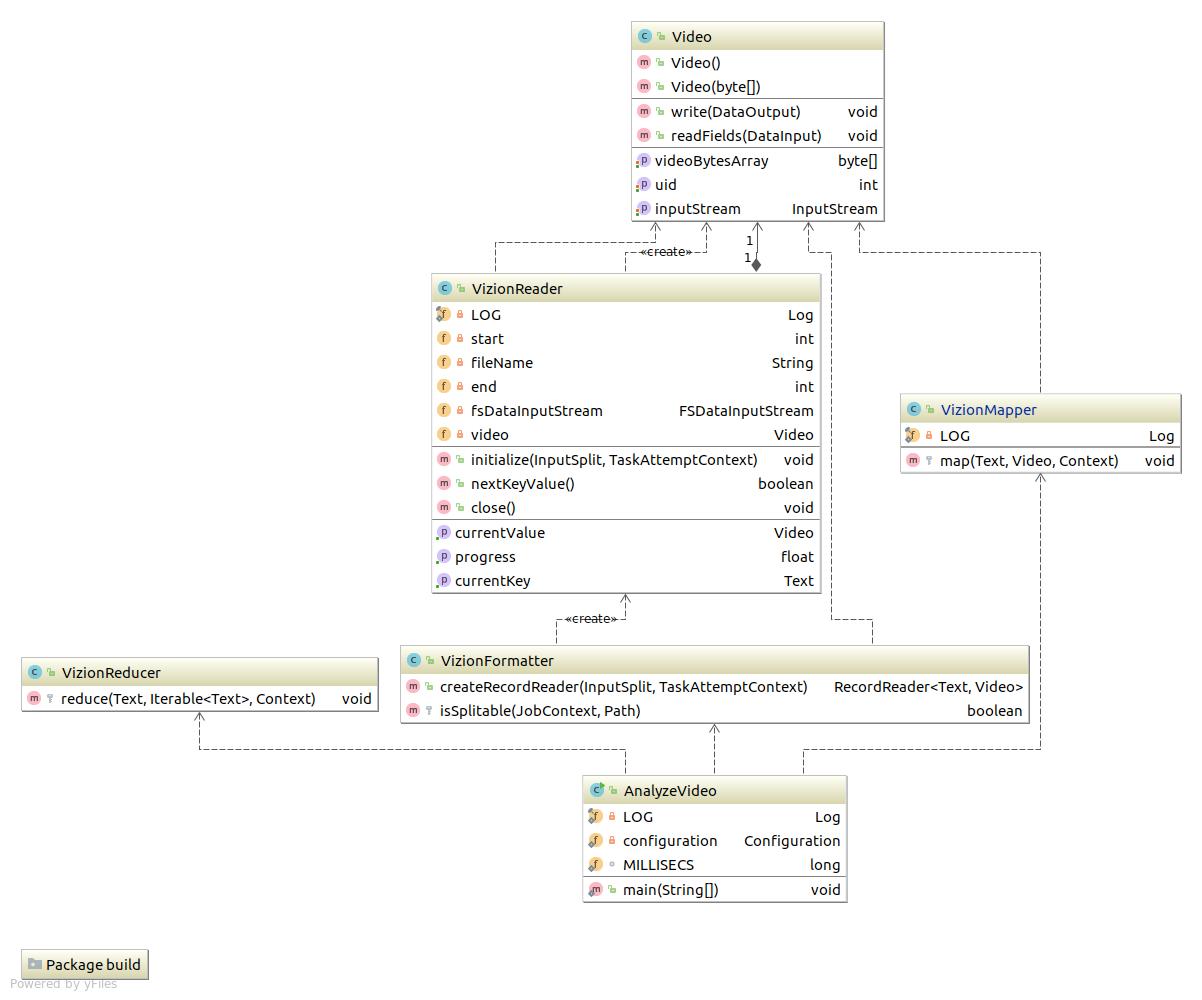 Video
Video()
Video(byte[])
write(DataOutput) void
readFields(DataInput) void
videoBytesArray byte[]
uid int
inputStream InputStream
1
«create»
1
VizionReader
LOG Log
start int
fileName String
end int
fsDataInputStream FSDataInputStream
video Video
initialize(InputSplit, TaskAttemptContext) void
nextKeyValue() boolean
close() void
currentValue Video
progress float
currentKey Text
VizionMapper
LOG Log
map(Text, Video, Context) void
«create»
VizionReducer
reduce(Text, Iterable<Text>, Context) void
VizionFormatter
createRecordReader(InputSplit, TaskAttemptContext) RecordReader<Text, Video>
isSplitable(JobContext, Path) boolean
AnalyzeVideo
LOG Log
configuration Configuration
MILLISECS long
main(String[]) void
Package build
Powered by yFiles